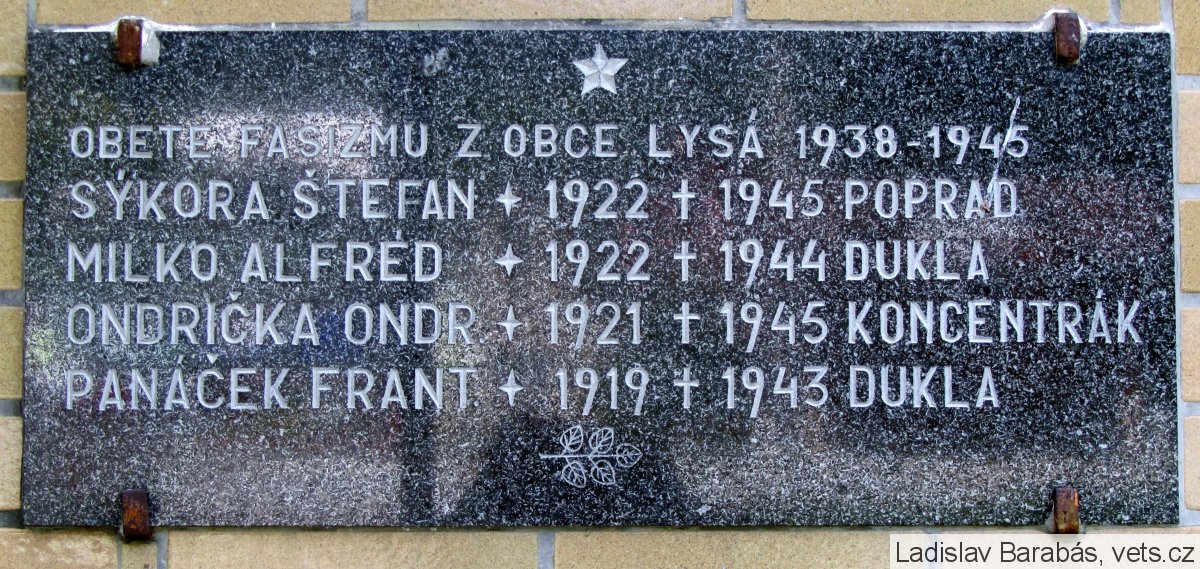 OBETE FAŠIZMU Z OBCE LYSÁ 1938-1945
SÝKORA ŠTEFAN ✦ 1922 † 1945 POPRAD
MILKO ALFRÉD ✦ 1922 † 1944 DUKLA
ONDRIČKA ONDR. ✦ 1921 † 1945 KONCENTRÁK
PANÁČEK FRANT ✦ 1919 † 1943 DUKLA
Ladislav Barabás, vets.cz